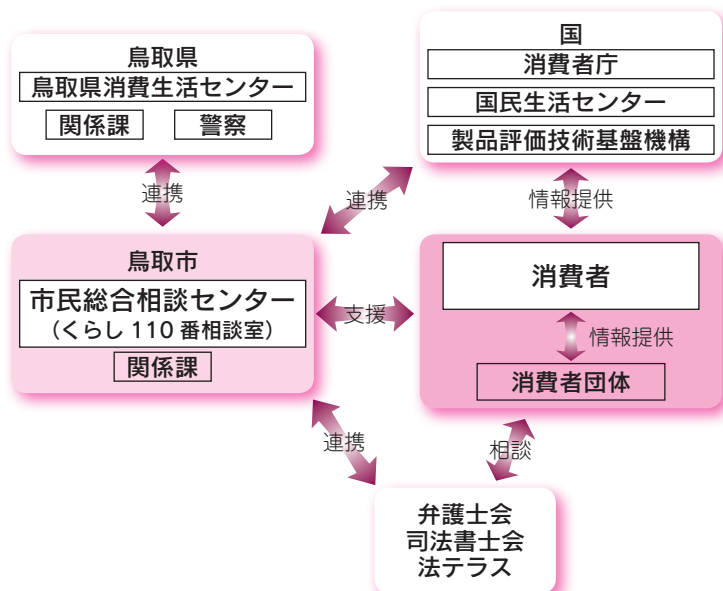 鳥取県
鳥取県消費生活センター
関係課
警察
国
消費者庁
国民生活センター
製品評価技術基盤機構
連携
連携
情報提供
鳥取市
市民総合相談センター
（くらし 110 番相談室）
関係課
支援
消費者
情報提供
消費者団体
連携
相談
弁護士会
司法書士会
法テラス